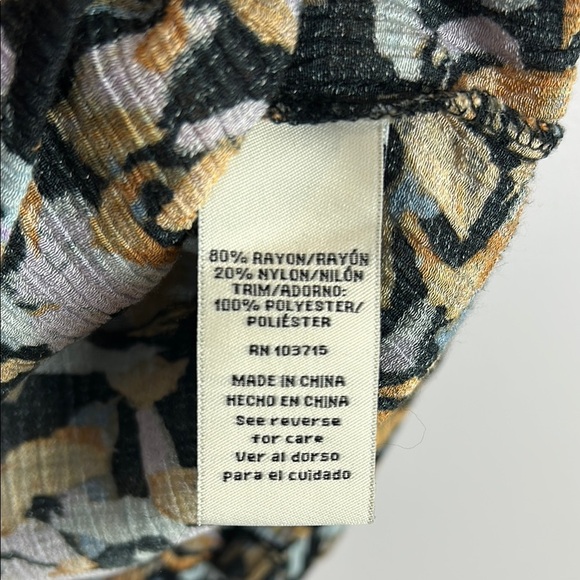 80% RAYON/RAYÓN
20% NYLON/NILÓN
TRIM/ADORNO:
100% POLYESTER/
POLIÉSTER
RN 103715
MADE IN CHINA
HECHO EN CHINA
See reverse
for care
Ver al dorso
Para el cuidado